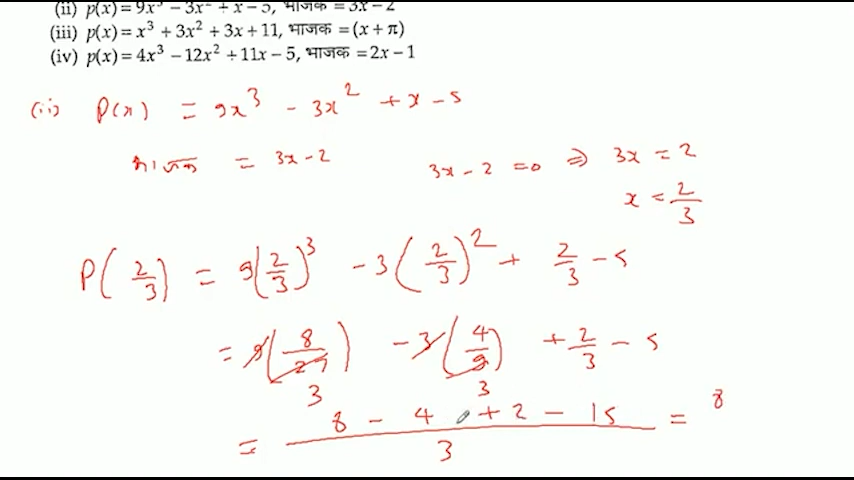 (ii) p(x) = 9x³ − 3x² + x − 5, भाजक = 3x − 2
(iii) p(x) = x³ + 3x² + 3x + 11, भाजक = (x + π)
(iv) p(x) = 4x³ − 12x² + 11x − 5, भाजक = 2x − 1
(ii) P(x) = 9x³ − 3x² + x − 5
भाजक = 3x − 2 3x − 2 = 0 ⇒ 3x = 2
x = 2/3
P(2/3) = 9(2/3)³ − 3(2/3)² + 2/3 − 5
= 9(8/27) − 3(4/9) + 2/3 − 5
3 3
= (8 − 4 + 2 − 15)/3 = 8